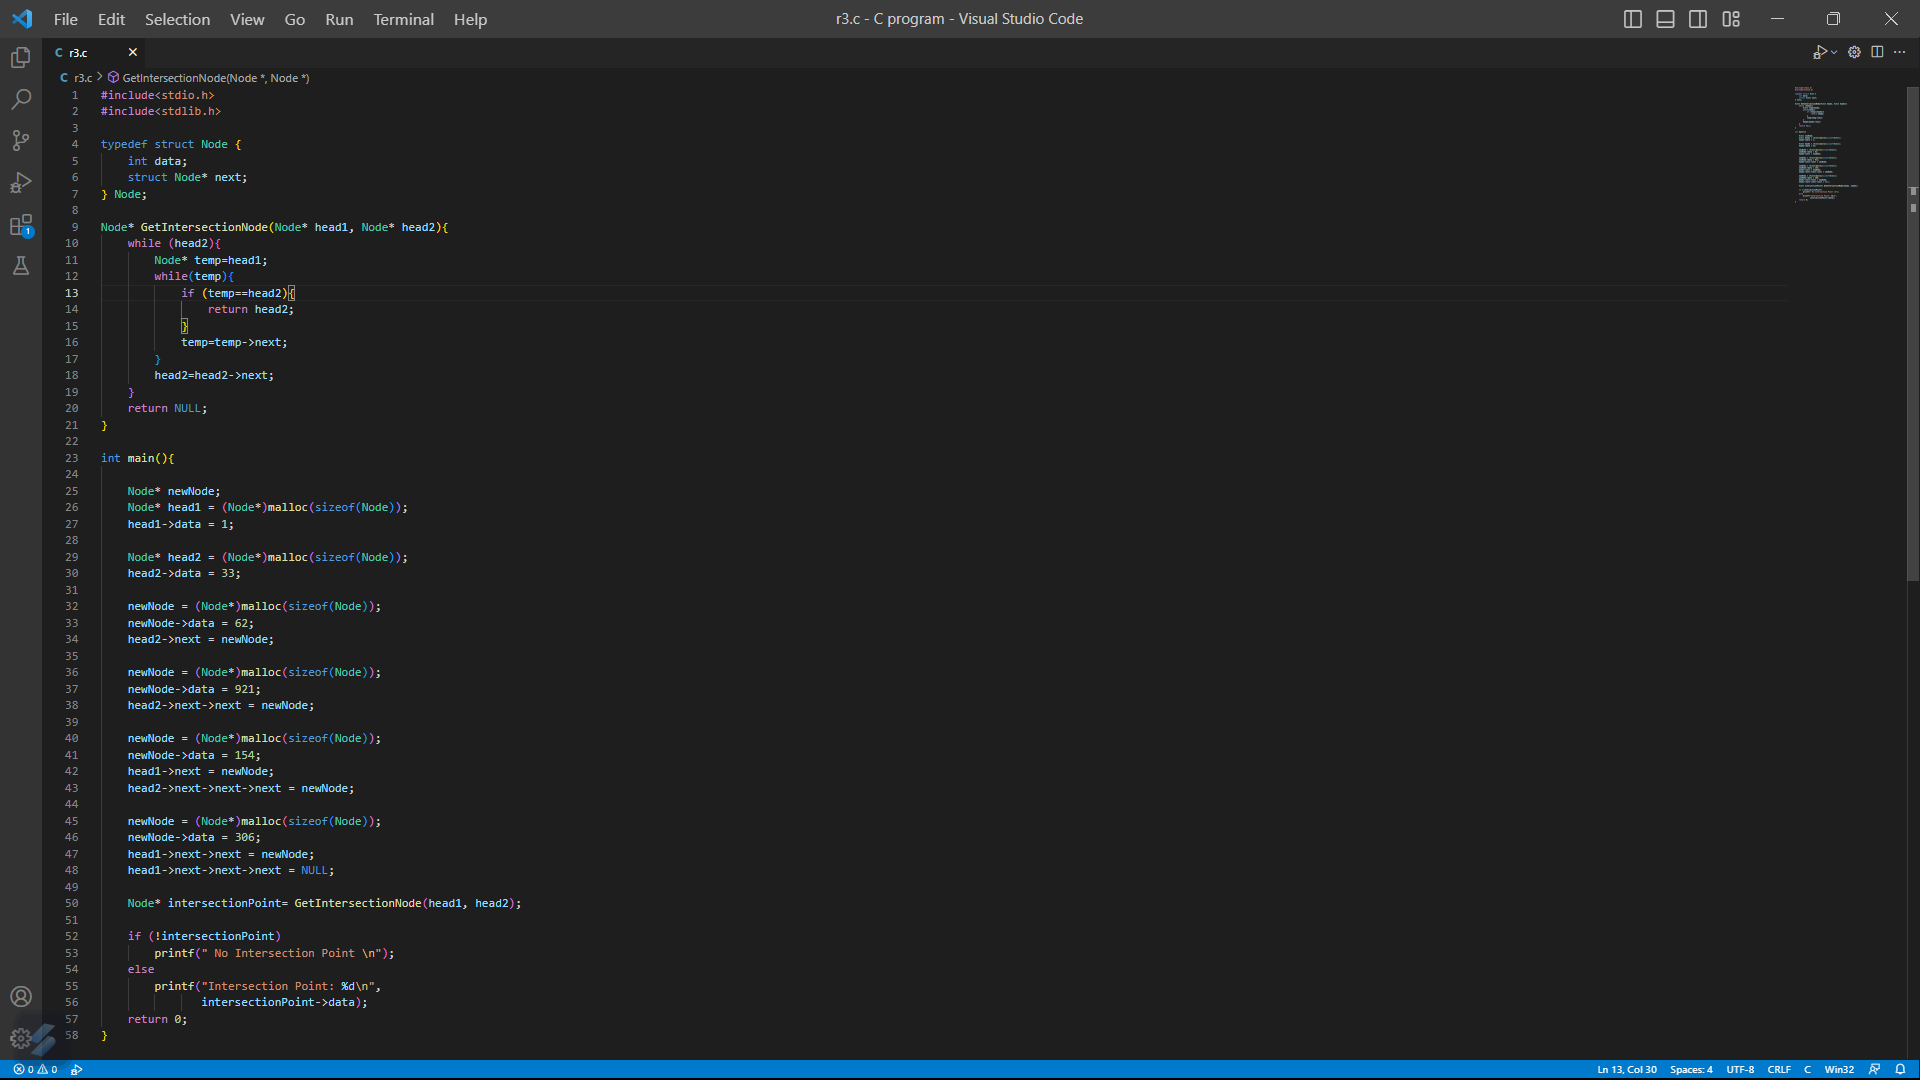 File Edit Selection View Go Run Terminal Help
r3.c - C program - Visual Studio Code
C r3.c
C r3.c > GetIntersectionNode(Node *, Node *)
1 #include<stdio.h>
2 #include<stdlib.h>
3
4 typedef struct Node {
5     int data;
6     struct Node* next;
7 } Node;
8
9 Node* GetIntersectionNode(Node* head1, Node* head2){
10     while (head2){
11         Node* temp=head1;
12         while(temp){
13             if (temp==head2){
14                 return head2;
15             }
16             temp=temp->next;
17         }
18         head2=head2->next;
19     }
20     return NULL;
21 }
22
23 int main(){
24
25     Node* newNode;
26     Node* head1 = (Node*)malloc(sizeof(Node));
27     head1->data = 1;
28
29     Node* head2 = (Node*)malloc(sizeof(Node));
30     head2->data = 33;
31
32     newNode = (Node*)malloc(sizeof(Node));
33     newNode->data = 62;
34     head2->next = newNode;
35
36     newNode = (Node*)malloc(sizeof(Node));
37     newNode->data = 921;
38     head2->next->next = newNode;
39
40     newNode = (Node*)malloc(sizeof(Node));
41     newNode->data = 154;
42     head1->next = newNode;
43     head2->next->next->next = newNode;
44
45     newNode = (Node*)malloc(sizeof(Node));
46     newNode->data = 306;
47     head1->next->next = newNode;
48     head1->next->next->next = NULL;
49
50     Node* intersectionPoint= GetIntersectionNode(head1, head2);
51
52     if (!intersectionPoint)
53         printf(" No Intersection Point \n");
54     else
55         printf("Intersection Point: %d\n",
56                intersectionPoint->data);
57     return 0;
58 }
1
0 0
Ln 13, Col 30 Spaces: 4 UTF-8 CRLF C Win32